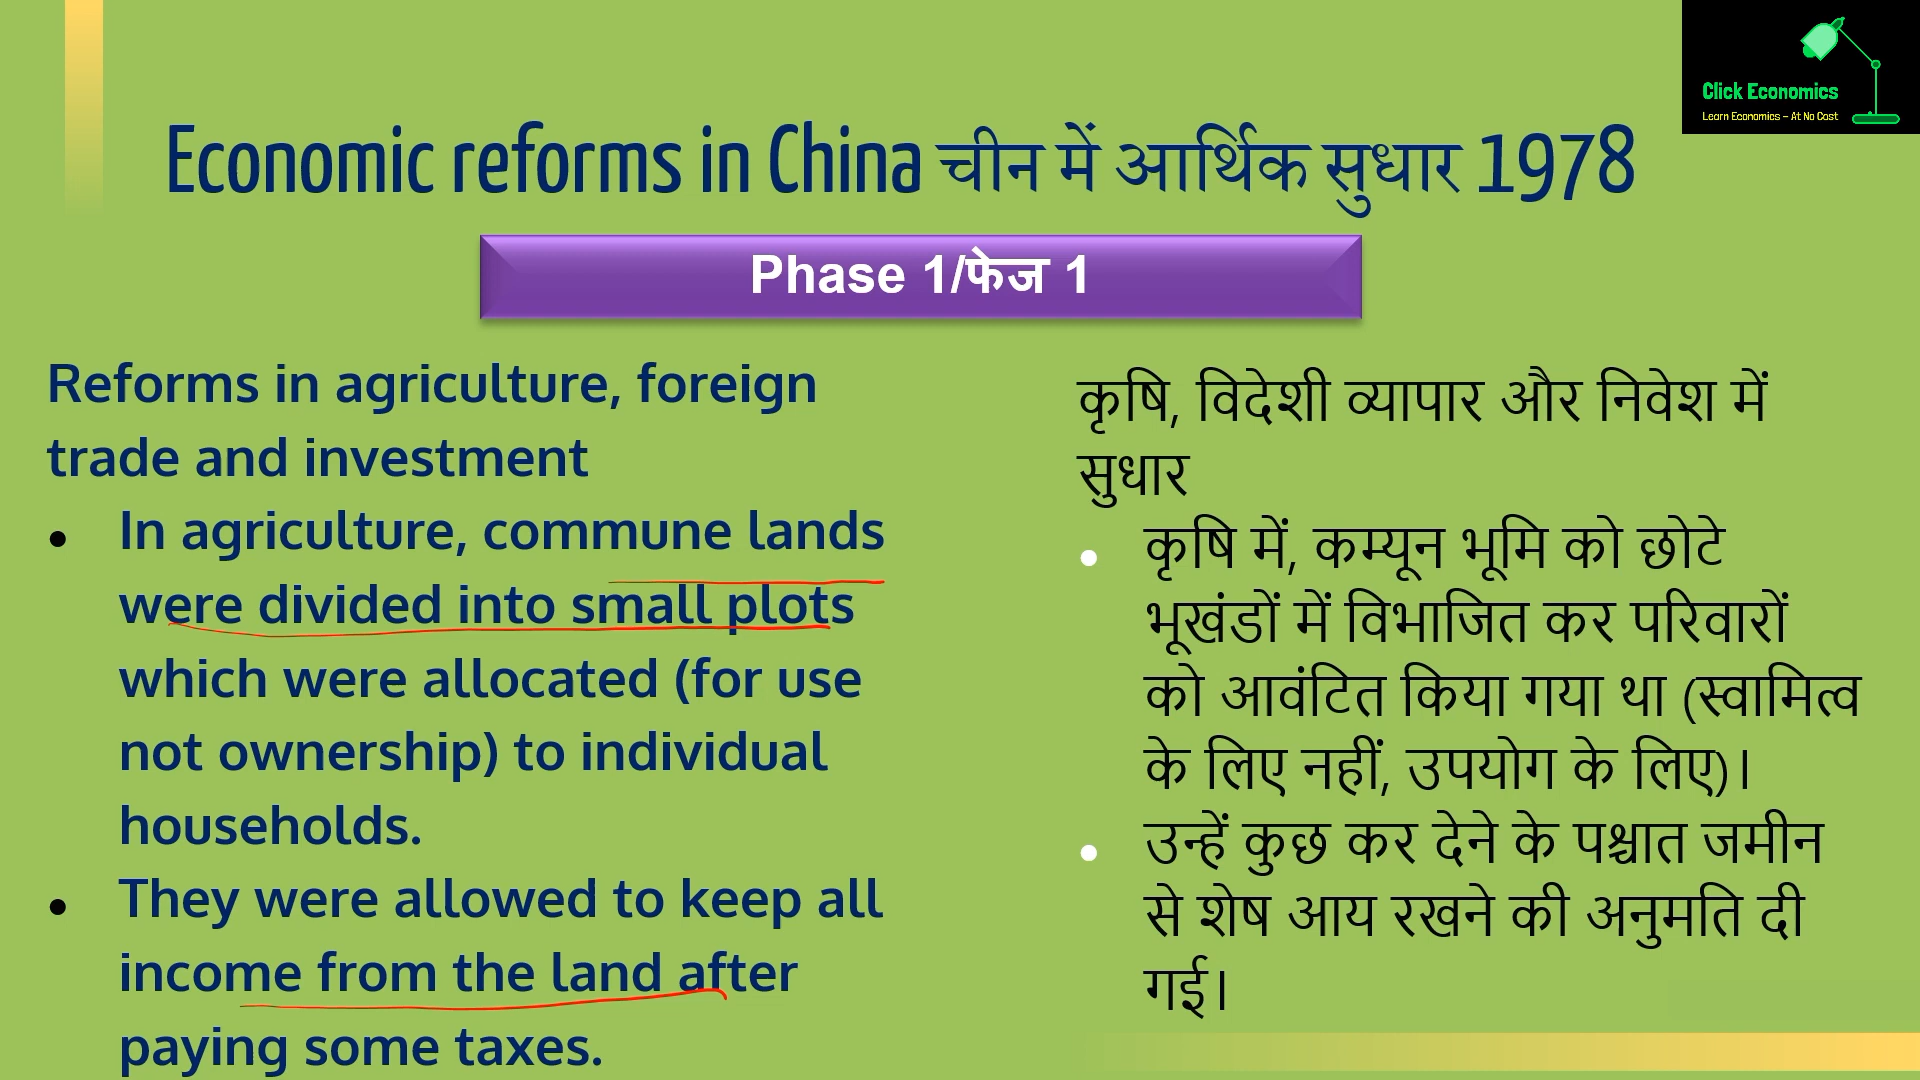 Click Economics
Learn Economics – At No Cost
Economic reforms in China चीन में आर्थिक सुधार 1978
Phase 1/फेज 1
Reforms in agriculture, foreign
trade and investment
• In agriculture, commune lands
were divided into small plots
which were allocated (for use
not ownership) to individual
households.
• They were allowed to keep all
income from the land after
paying some taxes.
कृषि, विदेशी व्यापार और निवेश में
सुधार
• कृषि में, कम्यून भूमि को छोटे
भूखंडों में विभाजित कर परिवारों
को आवंटित किया गया था (स्वामित्व
के लिए नहीं, उपयोग के लिए)।
• उन्हें कुछ कर देने के पश्चात जमीन
से शेष आय रखने की अनुमति दी
गई।